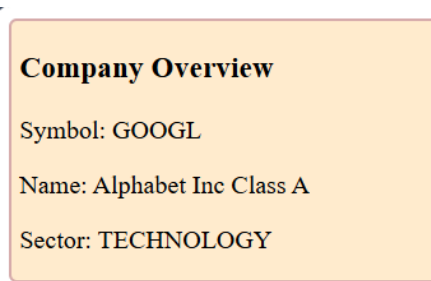 Company Overview
Symbol: GOOGL
Name: Alphabet Inc Class A
Sector: TECHNOLOGY